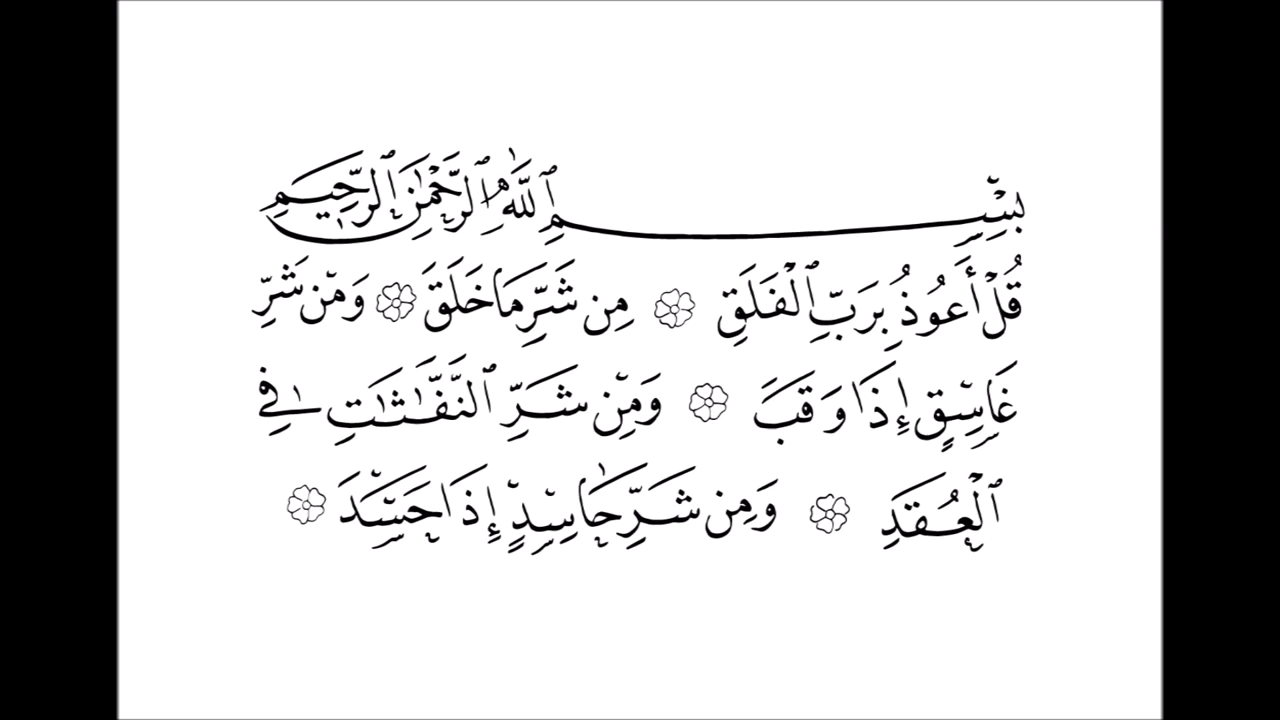 بِسْمِ ٱللَّهِ ٱلرَّحْمَٰنِ ٱلرَّحِيمِ
قُلْ أَعُوذُ بِرَبِّ ٱلْفَلَقِ ۝ مِن شَرِّ مَا خَلَقَ ۝ وَمِن شَرِّ
غَاسِقٍ إِذَا وَقَبَ ۝ وَمِن شَرِّ ٱلنَّفَّٰثَٰتِ فِي
ٱلْعُقَدِ ۝ وَمِن شَرِّ حَاسِدٍ إِذَا حَسَدَ ۝